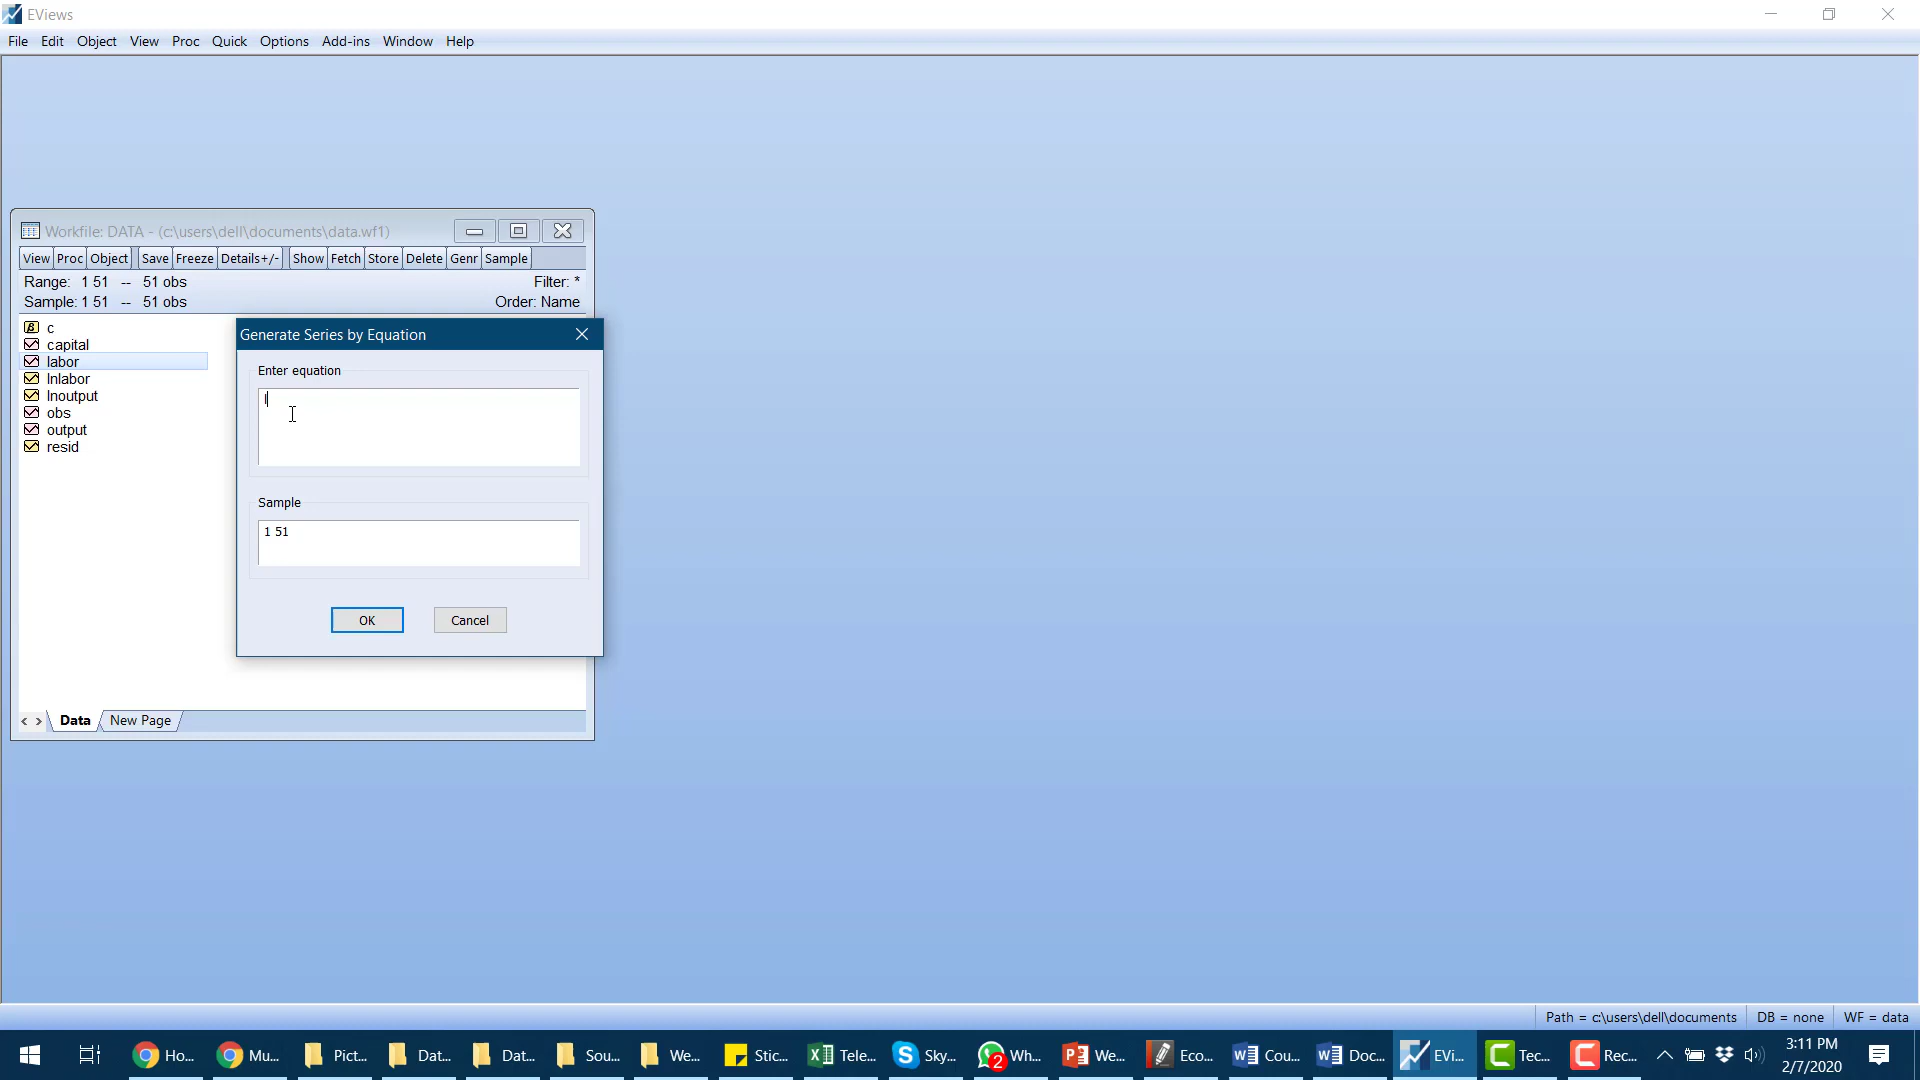 EViews
File Edit Object View Proc Quick Options Add-ins Window Help
Workfile: DATA - (c:\users\dell\documents\data.wf1)
View Proc Object Save Freeze Details+/- Show Fetch Store Delete Genr Sample
Range: 1 51 -- 51 obs Filter: *
Sample: 1 51 -- 51 obs Order: Name
c
capital
labor
lnlabor
lnoutput
obs
output
resid
Generate Series by Equation
Enter equation
l
Sample
1 51
OK Cancel
Data New Page
Path = c:\users\dell\documents DB = none WF = data
Ho... Mu... Pict... Dat... Dat... Sou... We... Stic... Tele... Sky... 2 Wh... We... Eco... Cou... Doc... EVi... Tec... Rec... 3:11 PM
2/7/2020